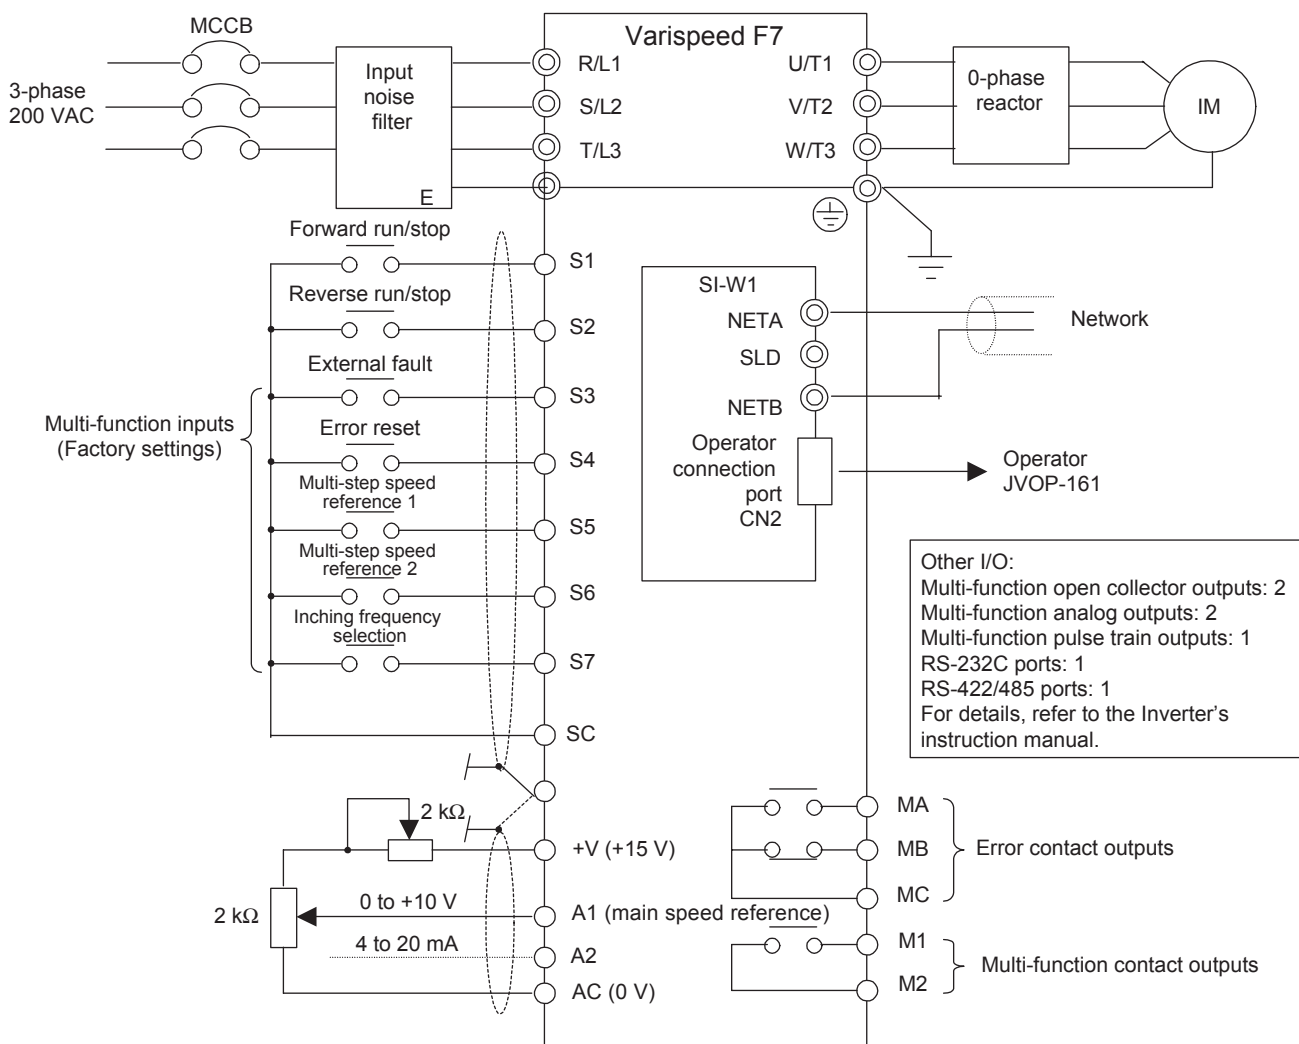 MCCB
3-phase
200 VAC
Input
noise
filter
E
Varispeed F7
R/L1
S/L2
T/L3
U/T1
V/T2
W/T3
0-phase
reactor
IM
Forward run/stop
S1
Reverse run/stop
S2
External fault
S3
Multi-function inputs
(Factory settings)
Error reset
S4
Multi-step speed
reference 1
S5
Multi-step speed
reference 2
S6
Inching frequency
selection
S7
SC
SI-W1
NETA
SLD
NETB
Network
Operator
connection
port
CN2
Operator
JVOP-161
Other I/O:
Multi-function open collector outputs: 2
Multi-function analog outputs: 2
Multi-function pulse train outputs: 1
RS-232C ports: 1
RS-422/485 ports: 1
For details, refer to the Inverter’s
instruction manual.
2 kΩ
+V (+15 V)
2 kΩ
0 to +10 V
A1 (main speed reference)
4 to 20 mA
A2
AC (0 V)
MA
MB
MC
Error contact outputs
M1
M2
Multi-function contact outputs